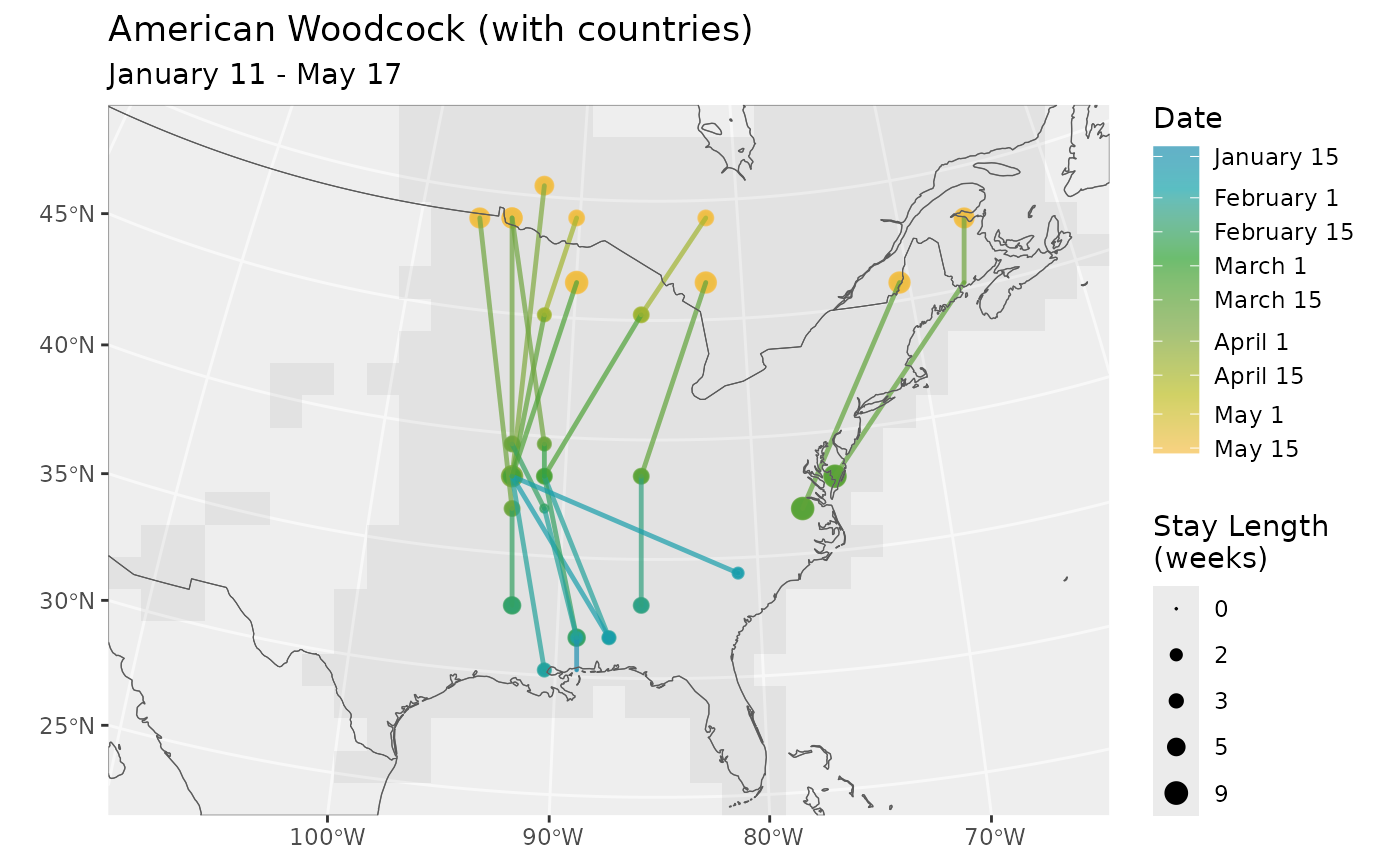 American Woodcock (with countries)
January 11 - May 17
45°N
40°N
35°N
30°N
25°N
100°W
90°W
80°W
70°W
Date
January 15
February 1
February 15
March 1
March 15
April 1
April 15
May 1
May 15
Stay Length
(weeks)
0
2
3
5
9